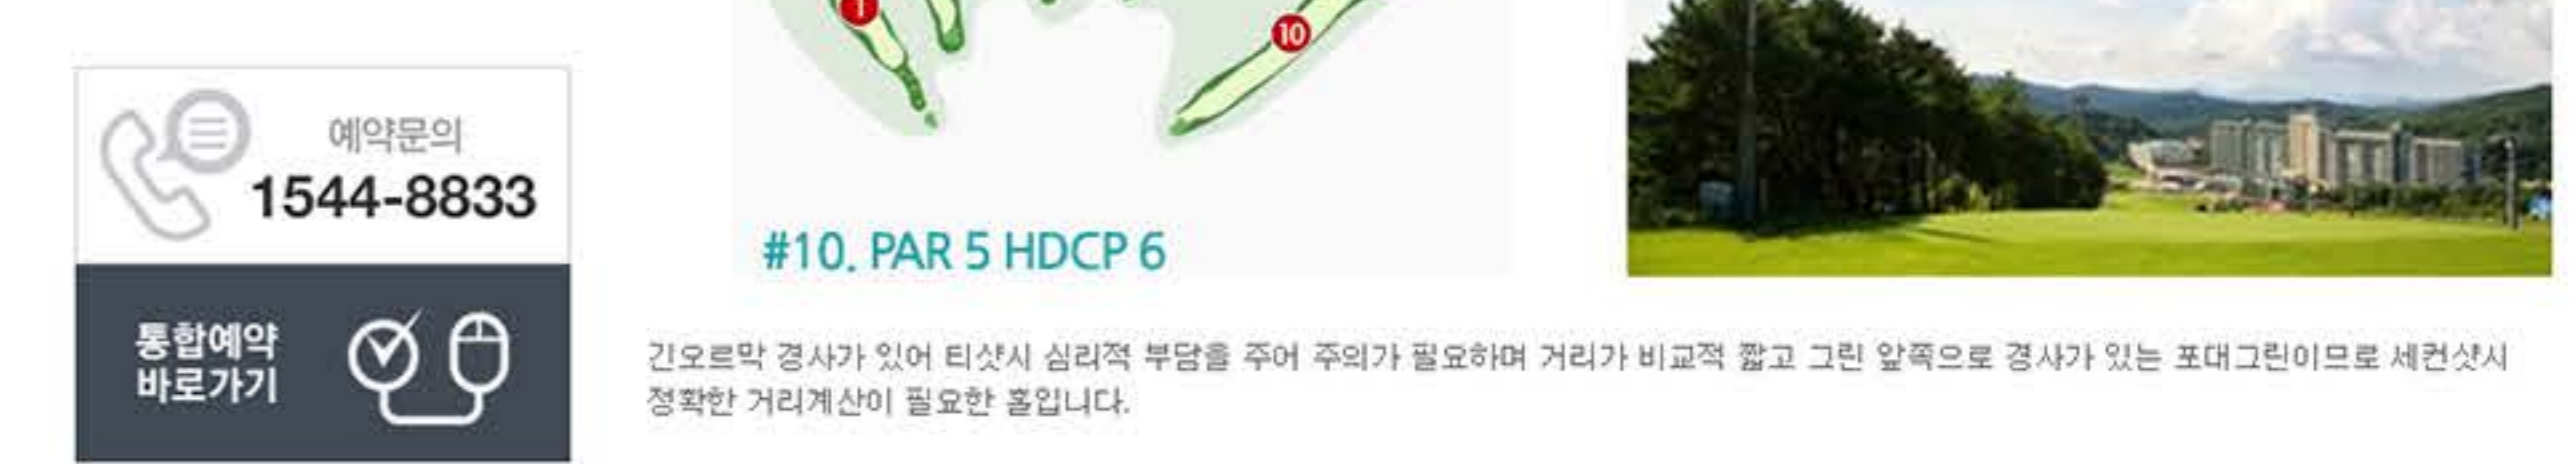 1
10
예약문의
1544-8833
#10. PAR 5 HDCP 6
통합예약
바로가기
긴오르막 경사가 있어 티샷시 심리적 부담을 주어 주의가 필요하며 거리가 비교적 짧고 그린 앞쪽으로 경사가 있는 포대그린이므로 세컨샷시
정확한 거리계산이 필요한 홀입니다.